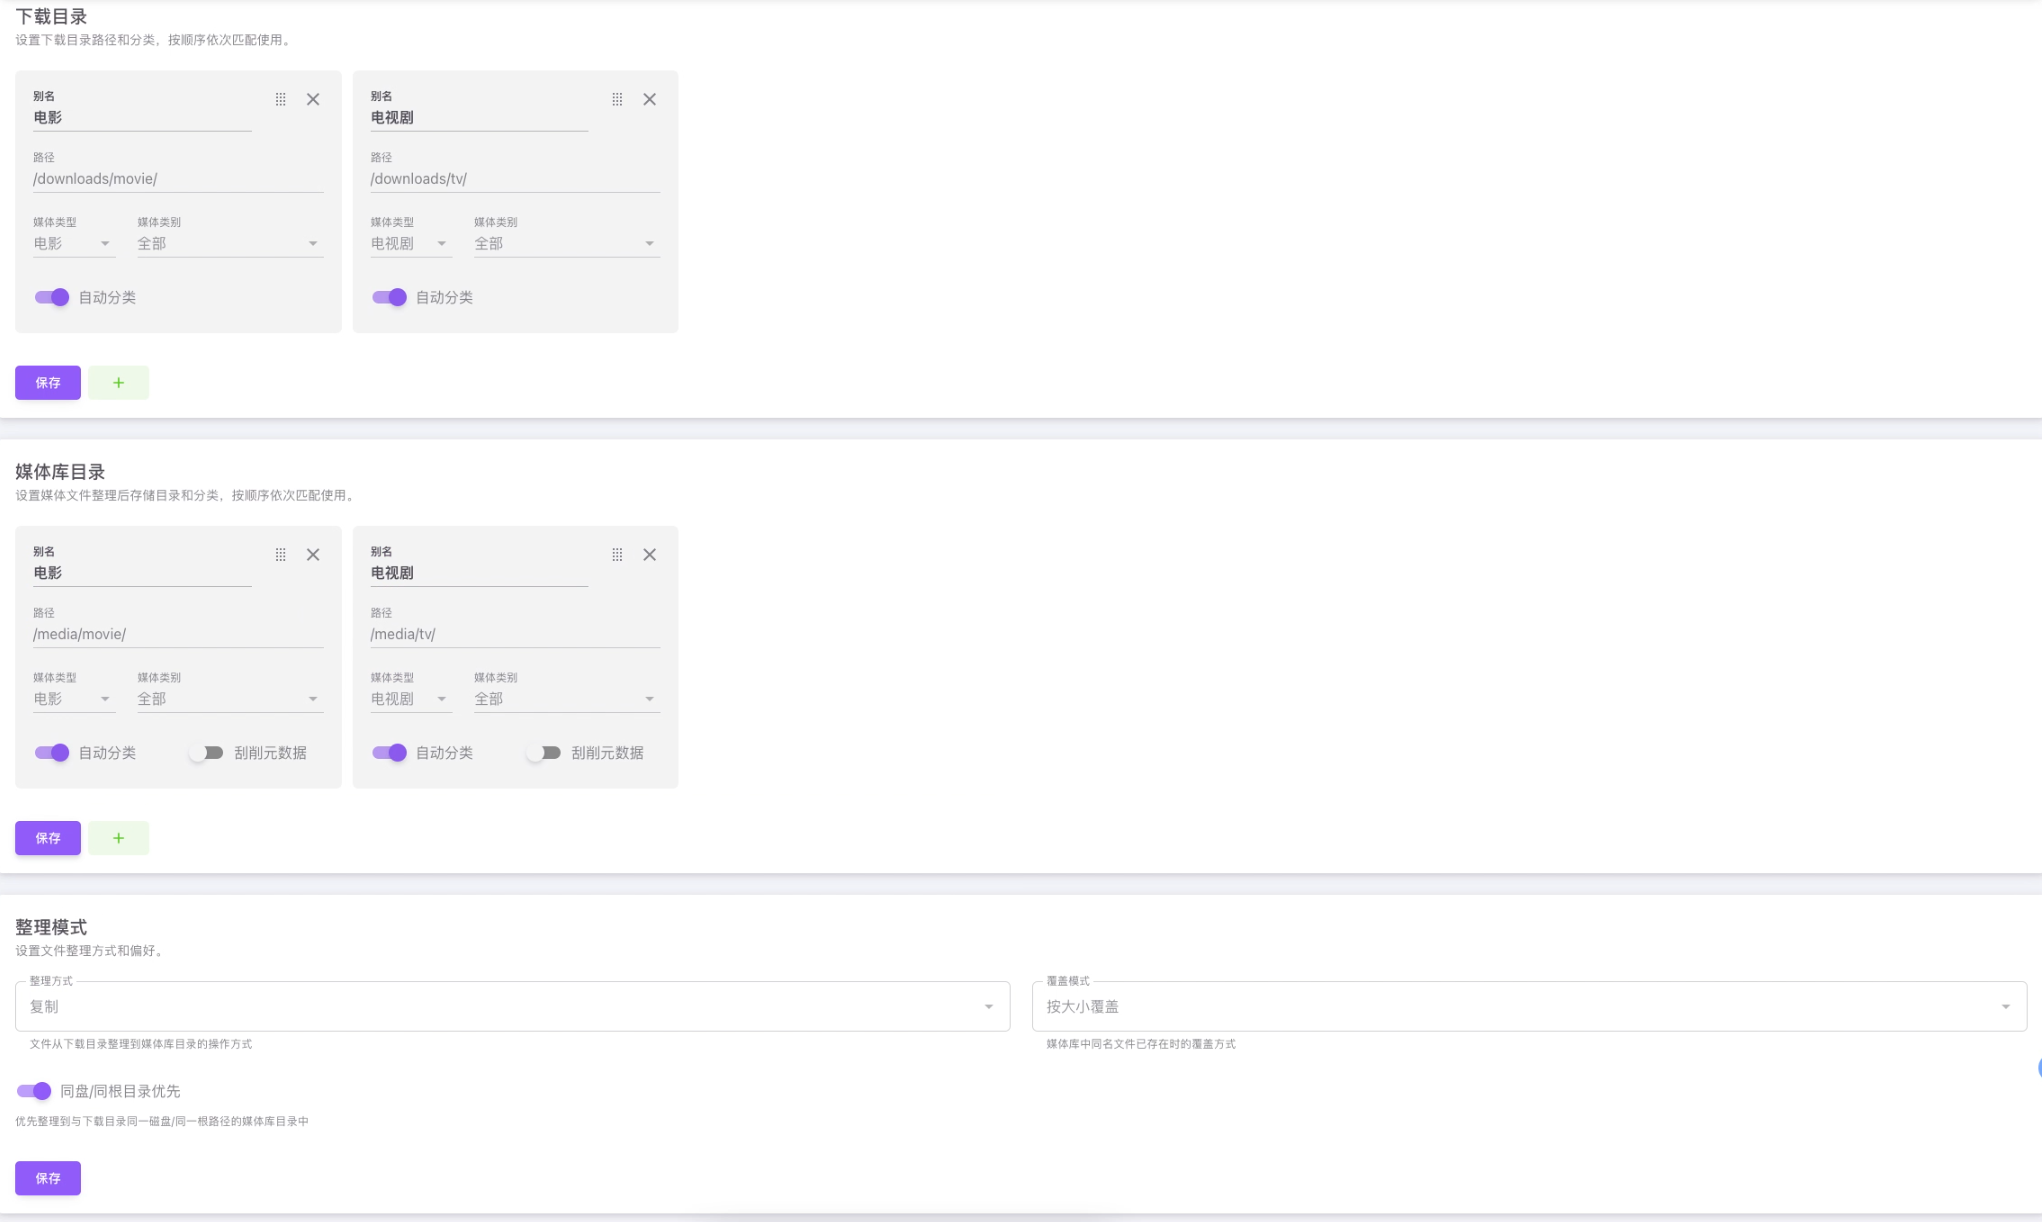 下载目录
设置下载目录路径和分类，按顺序依次匹配使用。
别名
电影
路径
/downloads/movie/
媒体类型
电影
媒体类别
全部
自动分类
别名
电视剧
路径
/downloads/tv/
媒体类型
电视剧
媒体类别
全部
自动分类
保存
+
媒体库目录
设置媒体文件整理后存储目录和分类，按顺序依次匹配使用。
别名
电影
路径
/media/movie/
媒体类型
电影
媒体类别
全部
自动分类
刮削元数据
别名
电视剧
路径
/media/tv/
媒体类型
电视剧
媒体类别
全部
自动分类
刮削元数据
保存
+
整理模式
设置文件整理方式和偏好。
整理方式
复制
文件从下载目录整理到媒体库目录的操作方式
覆盖模式
按大小覆盖
媒体库中同名文件已存在时的覆盖方式
同盘/同根目录优先
优先整理到与下载目录同一磁盘/同一根路径的媒体库目录中
保存